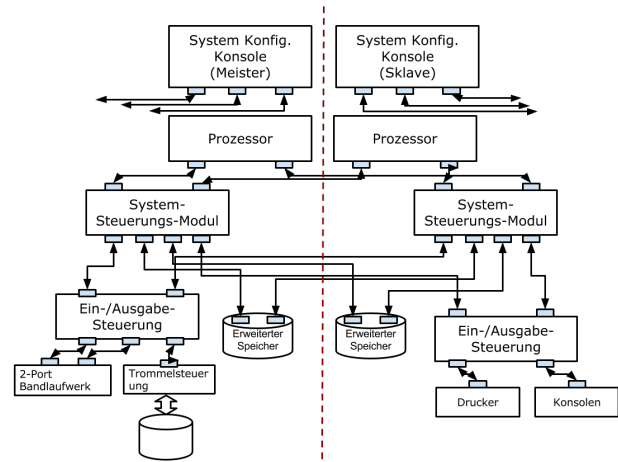 System Konfig.
Konsole
(Meister)
System Konfig.
Konsole
(Sklave)
Prozessor
Prozessor
System-
Steuerungs-Modul
System-
Steuerungs-Modul
Ein-/Ausgabe-
Steuerung
Erweiterter
Speicher
Erweiterter
Speicher
Ein-/Ausgabe-
Steuerung
2-Port
Bandlaufwerk
Trommelsteuer
ung
Drucker
Konsolen